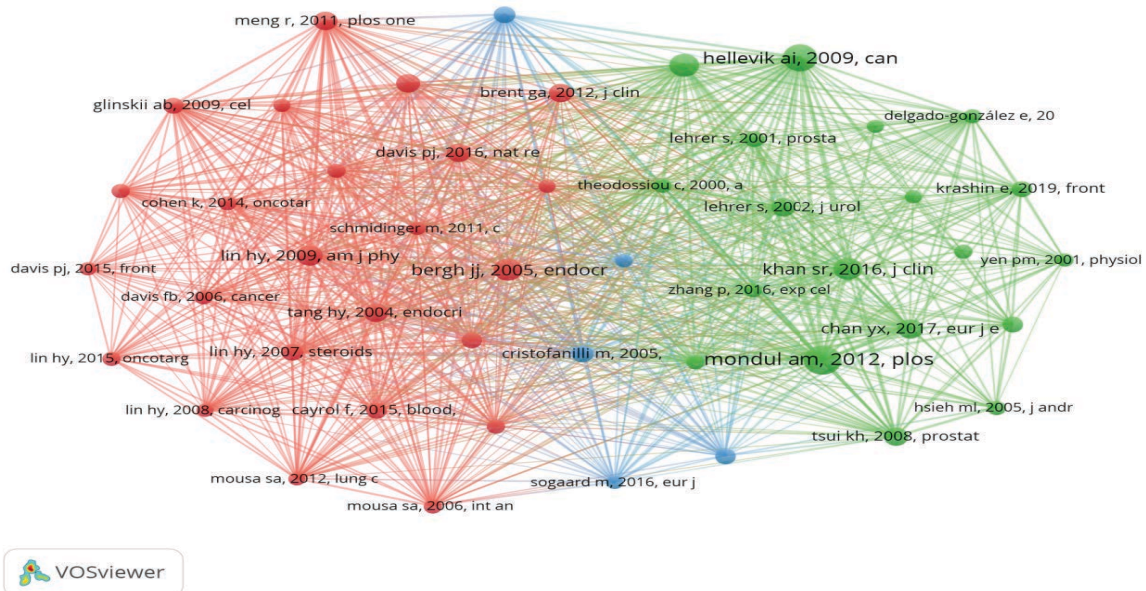 meng r, 2011, plos one
hellevik ai, 2009, can
brent ga, 2012, j clin
glinskii ab, 2009, cel
delgado-gonzález e, 20
lehrer s, 2001, prosta
davis pj, 2016, nat re
theodossiou c, 2000, a
krashin e, 2019, front
cohen k, 2014, oncotar
lehrer s, 2002, j urol
schmidinger m, 2011, c
lin hy, 2009, am j phy
yen pm, 2001, physiol
davis pj, 2015, front
bergh jj, 2005, endocr
khan sr, 2016, j clin
zhang p, 2016, exp cel
davis fb, 2006, cancer
tang hy, 2004, endocri
chan yx, 2017, eur j e
lin hy, 2007, steroids
cristofanilli m, 2005,
lin hy, 2015, oncotarg
mondul am, 2012, plos
lin hy, 2008, carcinog
cayrol f, 2015, blood,
hsieh ml, 2005, j andr
tsui kh, 2008, prostat
mousa sa, 2012, lung c
sogaard m, 2016, eur j
mousa sa, 2006, int an
VOSviewer